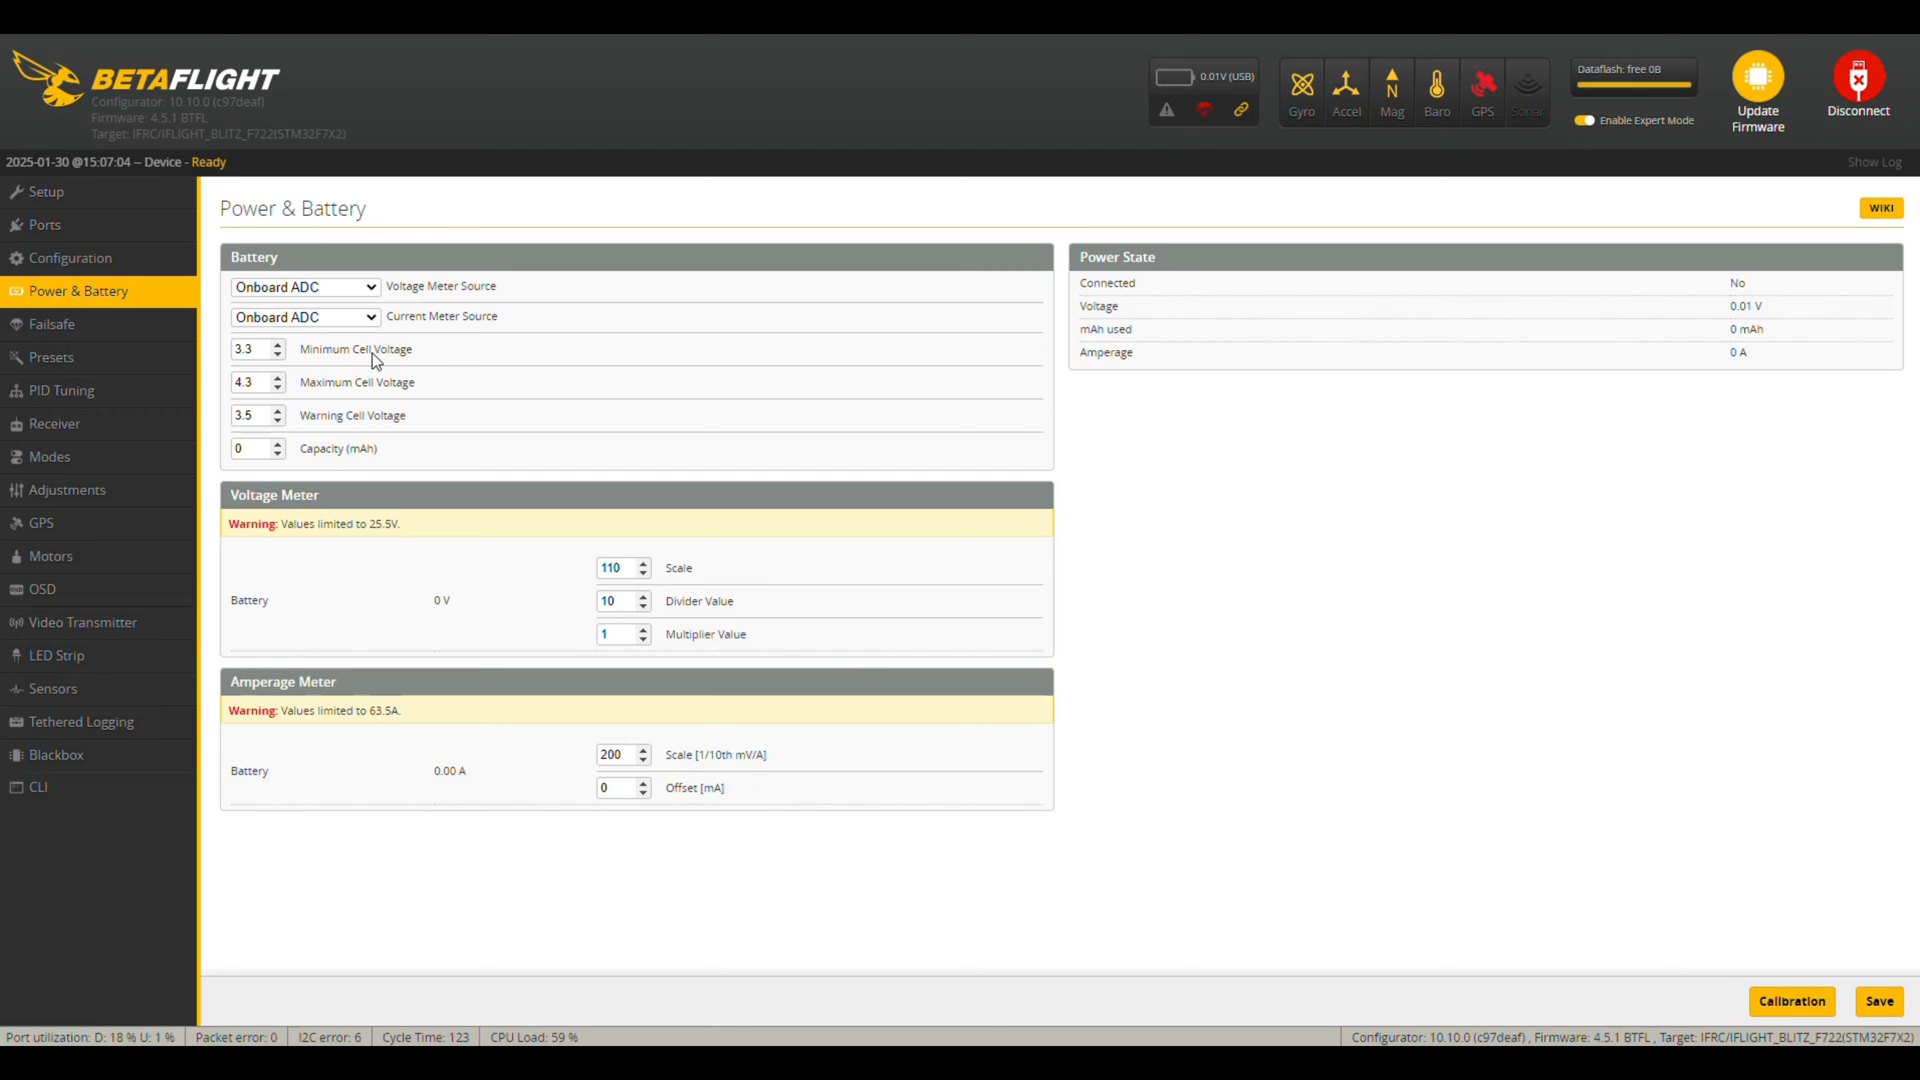 BETAFLIGHT
Configurator: 10.10.0 (c97deaf)
Firmware: 4.5.1 BTFL
Target: IFRC/IFLIGHT_BLITZ_F722(STM32F7X2)
0.01V (USB)
Gyro
Accel
N
Mag
Baro
GPS
Sonar
Dataflash: free 0B
Enable Expert Mode
Update
Firmware
Disconnect
2025-01-30 @15:07:04 -- Device - Ready
Show Log
Setup
Ports
Configuration
Power & Battery
Failsafe
Presets
PID Tuning
Receiver
Modes
Adjustments
GPS
Motors
OSD
Video Transmitter
LED Strip
Sensors
Tethered Logging
Blackbox
CLI
Power & Battery
WIKI
Battery
Onboard ADC Voltage Meter Source
Onboard ADC Current Meter Source
3.3 Minimum Cell Voltage
4.3 Maximum Cell Voltage
3.5 Warning Cell Voltage
0 Capacity (mAh)
Power State
Connected No
Voltage 0.01 V
mAh used 0 mAh
Amperage 0 A
Voltage Meter
Warning: Values limited to 25.5V.
110 Scale
Battery 0 V 10 Divider Value
1 Multiplier Value
Amperage Meter
Warning: Values limited to 63.5A.
200 Scale [1/10th mV/A]
Battery 0.00 A
0 Offset [mA]
Calibration
Save
Port utilization: D: 18 % U: 1 % Packet error: 0 I2C error: 6 Cycle Time: 123 CPU Load: 59 %
Configurator: 10.10.0 (c97deaf) , Firmware: 4.5.1 BTFL , Target: IFRC/IFLIGHT_BLITZ_F722(STM32F7X2)